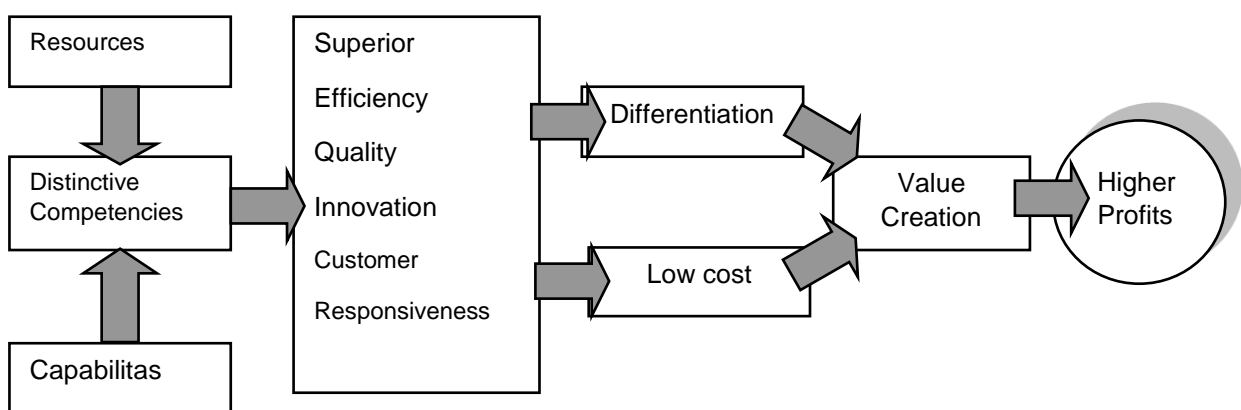 Resources
Distinctive
Competencies
Capabilitas
Superior
Efficiency
Quality
Innovation
Customer
Responsiveness
Differentiation
Low cost
Value
Creation
Higher
Profits